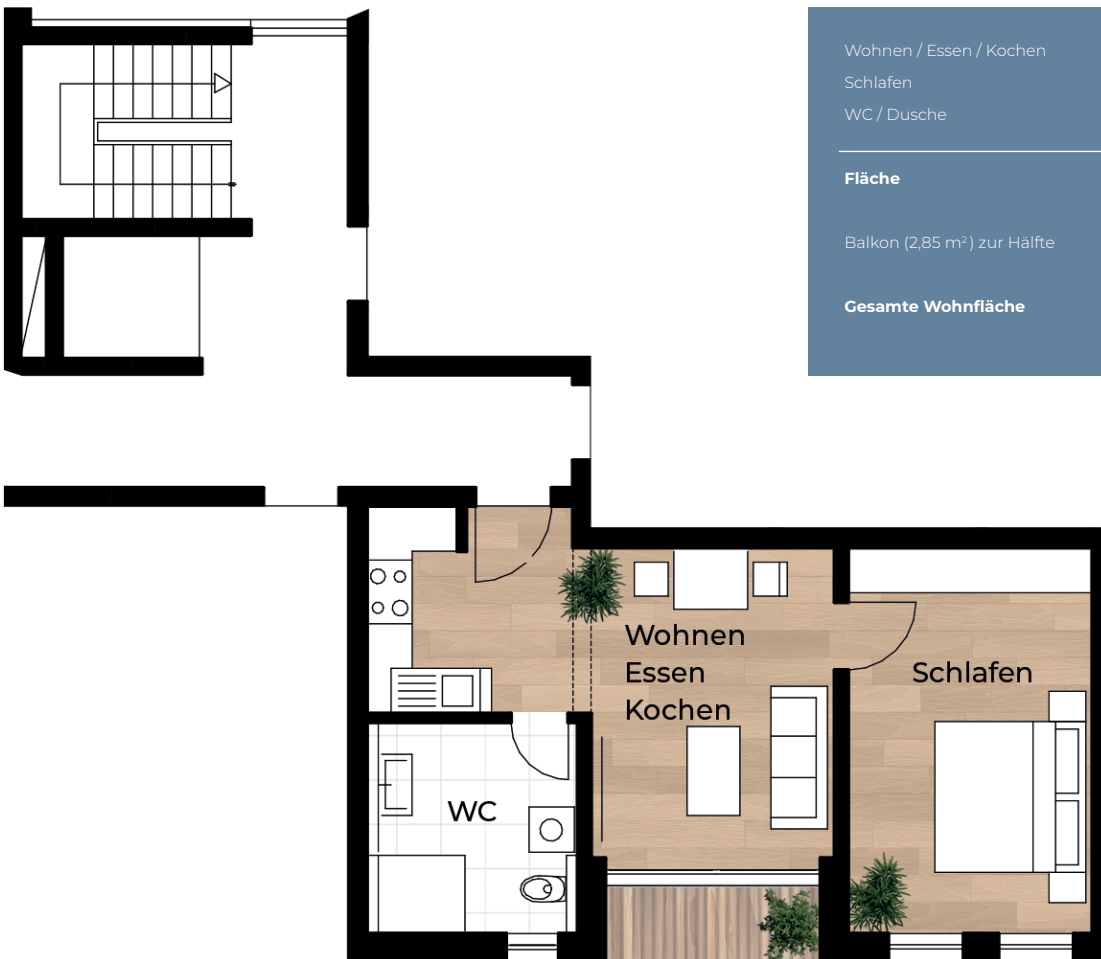 Wohnen / Essen / Kochen
Schlafen
WC / Dusche
Fläche
Balkon (2,85 m²) zur Hälfte
Gesamte Wohnfläche
Wohnen
Essen
Kochen
Schlafen
WC